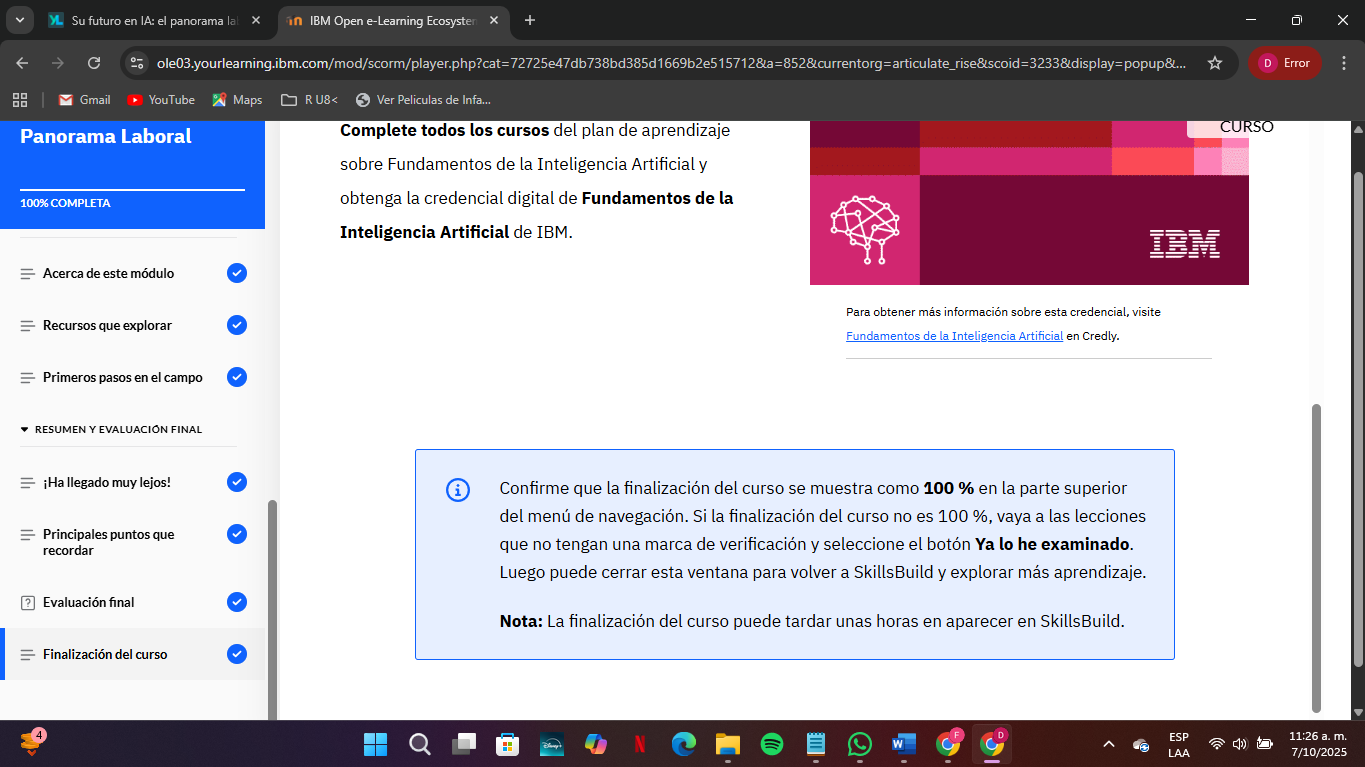 Su futuro en IA: el panorama la
IBM Open e-Learning Ecosystem
ole03.yourlearning.ibm.com/mod/scorm/player.php?cat=72725e47db738bd385d1669b2e515712&a=852&currentorg=articulate_rise&scoid=3233&display=popup&...
D Error
Gmail
YouTube
Maps
R U8<
Ver Peliculas de Infa...
Panorama Laboral
100% COMPLETA
Acerca de este módulo
Recursos que explorar
Primeros pasos en el campo
RESUMEN Y EVALUACIÓN FINAL
¡Ha llegado muy lejos!
Principales puntos que
recordar
Evaluación final
Finalización del curso
CURSO
Complete todos los cursos del plan de aprendizaje
sobre Fundamentos de la Inteligencia Artificial y
obtenga la credencial digital de Fundamentos de la
Inteligencia Artificial de IBM.
IBM
Para obtener más información sobre esta credencial, visite
Fundamentos de la Inteligencia Artificial en Credly.
Confirme que la finalización del curso se muestra como 100 % en la parte superior
del menú de navegación. Si la finalización del curso no es 100 %, vaya a las lecciones
que no tengan una marca de verificación y seleccione el botón Ya lo he examinado.
Luego puede cerrar esta ventana para volver a SkillsBuild y explorar más aprendizaje.
Nota: La finalización del curso puede tardar unas horas en aparecer en SkillsBuild.
4
Disney+
N
W
F
D
ESP
LAA
11:26 a. m.
7/10/2025